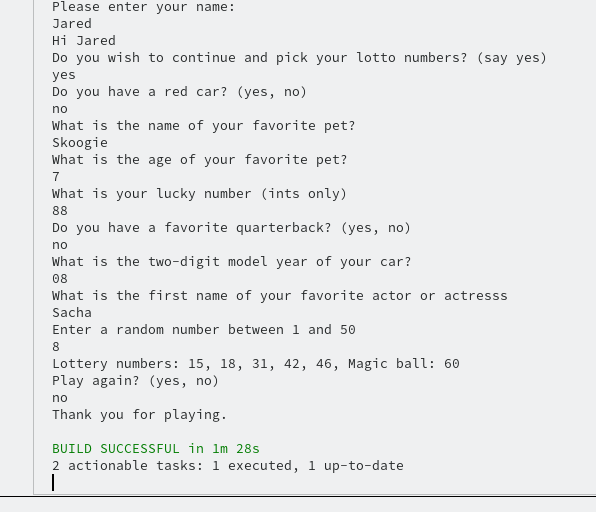 Please enter your name:
Jared
Hi Jared
Do you wish to continue and pick your lotto numbers? (say yes)
yes
Do you have a red car? (yes, no)
no
What is the name of your favorite pet?
Skoogie
What is the age of your favorite pet?
7
What is your lucky number (ints only)
88
Do you have a favorite quarterback? (yes, no)
no
What is the two-digit model year of your car?
08
What is the first name of your favorite actor or actresss
Sacha
Enter a random number between 1 and 50
8
Lottery numbers: 15, 18, 31, 42, 46, Magic ball: 60
Play again? (yes, no)
no
Thank you for playing.
BUILD SUCCESSFUL in 1m 28s
2 actionable tasks: 1 executed, 1 up-to-date